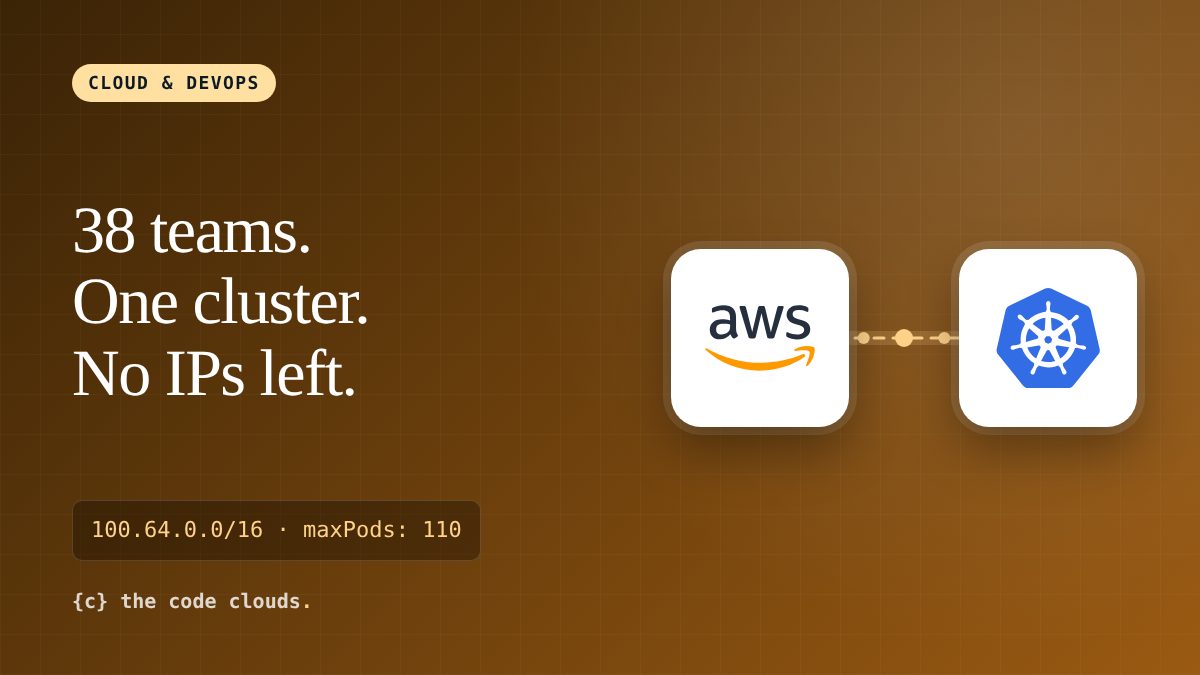 CLOUD & DEVOPS
38 teams.
One cluster.
No IPs left.
aws
100.64.0.0/16 · maxPods: 110
{c} the code clouds.